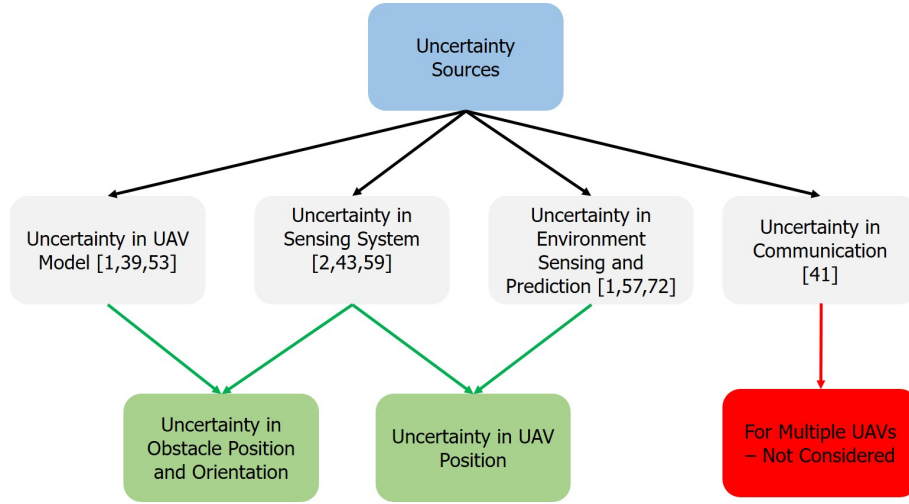 Uncertainty
Sources
Uncertainty in UAV
Model [1,39,53]
Uncertainty in
Sensing System
[2,43,59]
Uncertainty in
Environment
Sensing and
Prediction [1,57,72]
Uncertainty in
Communication
[41]
Uncertainty in
Obstacle Position
and Orientation
Uncertainty in UAV
Position
For Multiple UAVs
– Not Considered